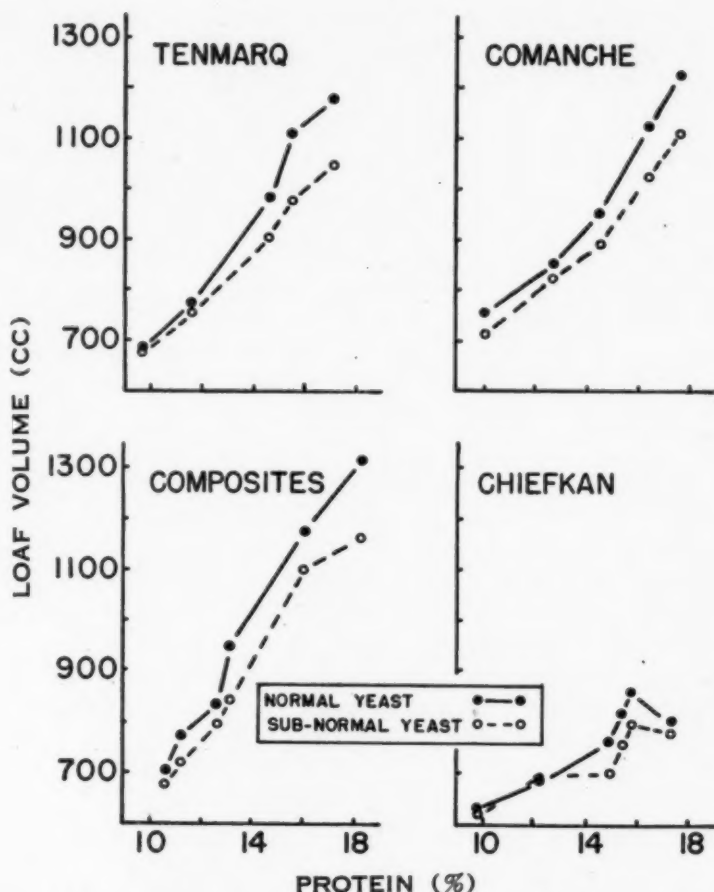 1300
1100
900
700
TENMARQ
COMANCHE
LOAF VOLUME (CC)
1300
1100
900
700
COMPOSITES
CHIEFKAN
NORMAL YEAST
SUB-NORMAL YEAST
10 14 18
10 14 18
PROTEIN (%)